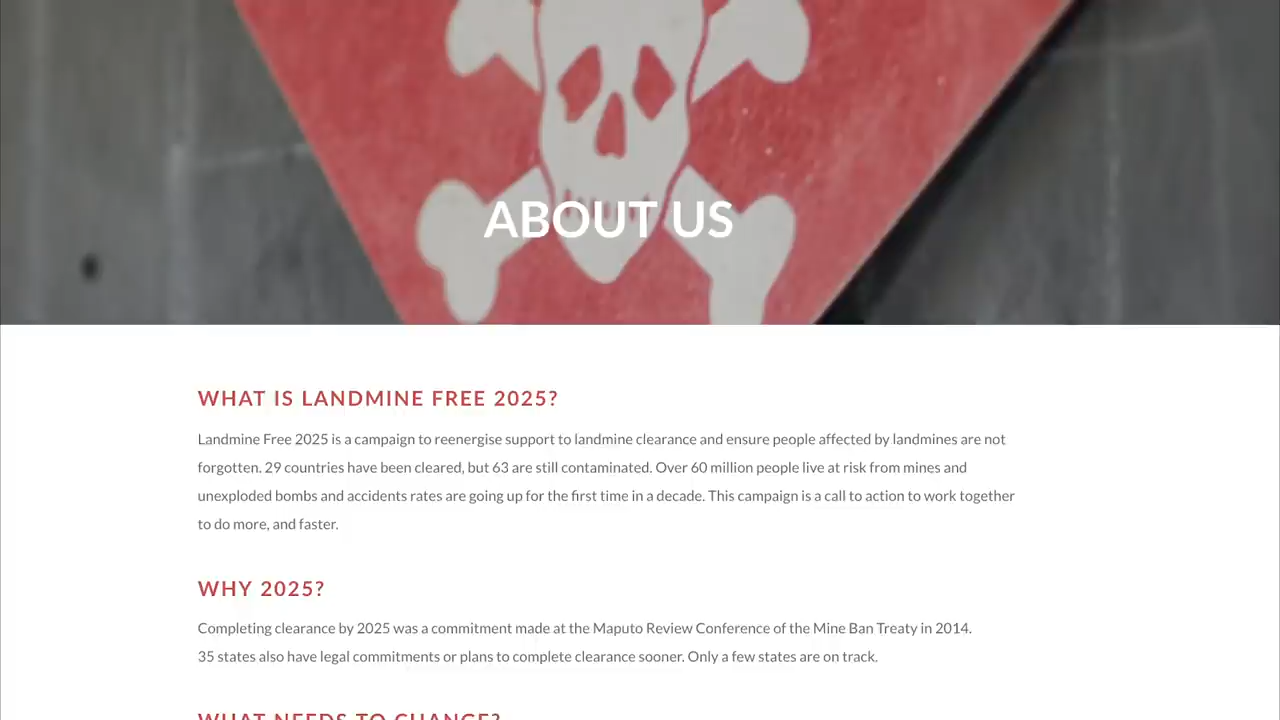 ABOUT US
WHAT IS LANDMINE FREE 2025?
Landmine Free 2025 is a campaign to reenergise support to landmine clearance and ensure people affected by landmines are not
forgotten. 29 countries have been cleared, but 63 are still contaminated. Over 60 million people live at risk from mines and
unexploded bombs and accidents rates are going up for the first time in a decade. This campaign is a call to action to work together
to do more, and faster.
WHY 2025?
Completing clearance by 2025 was a commitment made at the Maputo Review Conference of the Mine Ban Treaty in 2014.
35 states also have legal commitments or plans to complete clearance sooner. Only a few states are on track.
WHAT NEEDS TO CHANGE?